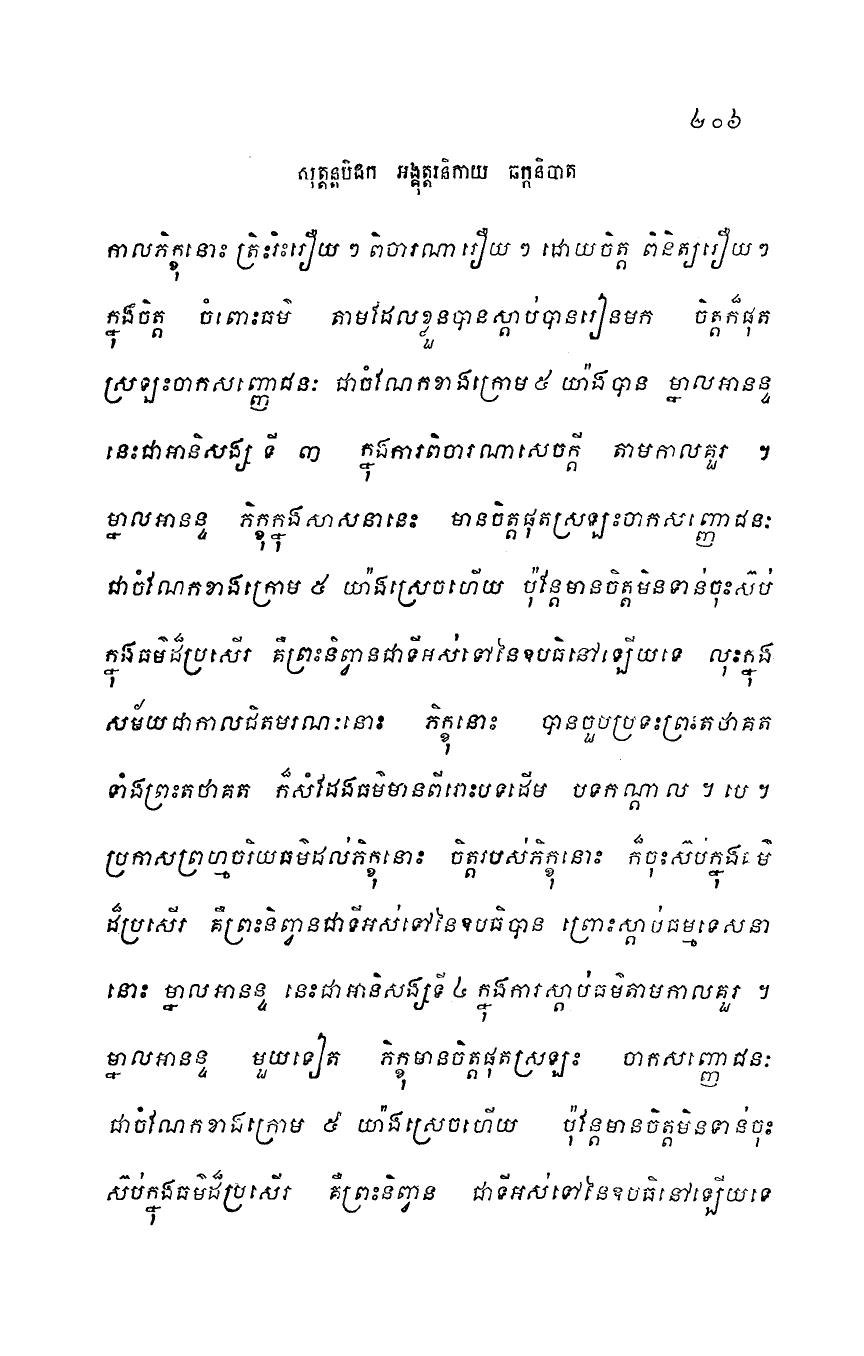 ២០៦
សុត្តន្តបិដក អង្គុត្តរនិកាយ ឆក្កនិបាត
កាលភិក្ខុនោះ ត្រិះរិះរឿយ ៗ ពិចារណារឿយ ៗ ដោយចិត្ត ពិនិត្យរឿយៗ
ក្នុងចិត្ត ចំពោះធម៌ តាមដែលខ្លួនបានស្តាប់បានរៀនមក ចិត្តក៏ផុត
ស្រឡះចាកសញ្ញោជនៈ ជាចំណែកខាងក្រោម ៥ យ៉ាងបាន ម្នាលអានន្ទ
នេះជាអានិសង្ស ទី ៣ ក្នុងការពិចារណាសេចក្តី តាមកាលគួរ ។
ម្នាលអានន្ទ ភិក្ខុក្នុងសាសនានេះ មានចិត្តផុតស្រឡះចាកសញ្ញោជនៈ
ជាចំណែកខាងក្រោម ៥ យ៉ាងស្រេចហើយ ប៉ុន្តែមានចិត្តមិនទាន់ចុះស៊ប់
ក្នុងធម៌ដ៏ប្រសើរ គឺព្រះនិព្វានជាទីអស់ទៅនៃឧបធិនៅឡើយទេ លុះក្នុង
សម័យជាកាលជិតមរណៈនោះ ភិក្ខុនោះ បានចួបប្រទះព្រះតថាគត
ទាំងព្រះតថាគត ក៏សំដែងធម៌មានពីរោះបទដើម បទកណ្តាល ។ បេ ។
ប្រកាសព្រហ្មចរិយធម៌ដល់ភិក្ខុនោះ ចិត្តរបស់ភិក្ខុនោះ ក៏ចុះស៊ប់ក្នុងធម៌
ដ៏ប្រសើរ គឺព្រះនិព្វានជាទីអស់ទៅនៃឧបធិបាន ព្រោះស្តាប់ធម្មទេសនា
នោះ ម្នាលអានន្ទ នេះជាអានិសង្សទី ៤ ក្នុងការស្តាប់ធម៌តាមកាលគួរ ។
ម្នាលអានន្ទ មួយទៀត ភិក្ខុមានចិត្តផុតស្រឡះ ចាកសញ្ញោជនៈ
ជាចំណែកខាងក្រោម ៥ យ៉ាងស្រេចហើយ ប៉ុន្តែមានចិត្តមិនទាន់ចុះ
ស៊ប់ក្នុងធម៌ដ៏ប្រសើរ គឺព្រះនិព្វាន ជាទីអស់ទៅនៃឧបធិនៅឡើយទេ